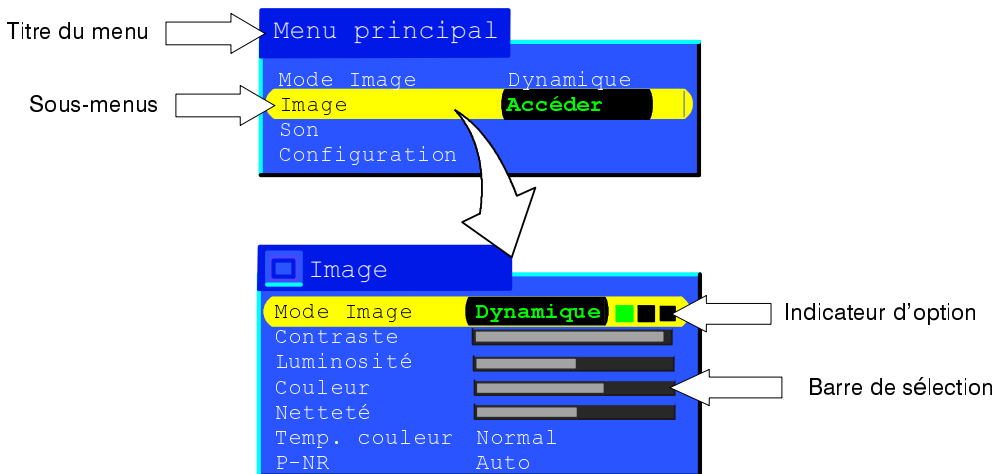 Titre du menu
Menu principal
Mode Image Dynamique
Sous-menus
Image Accéder
Son
Configuration
Image
Mode Image Dynamique
Indicateur d'option
Contraste
Luminosité
Couleur
Barre de sélection
Netteté
Temp. couleur Normal
P-NR Auto